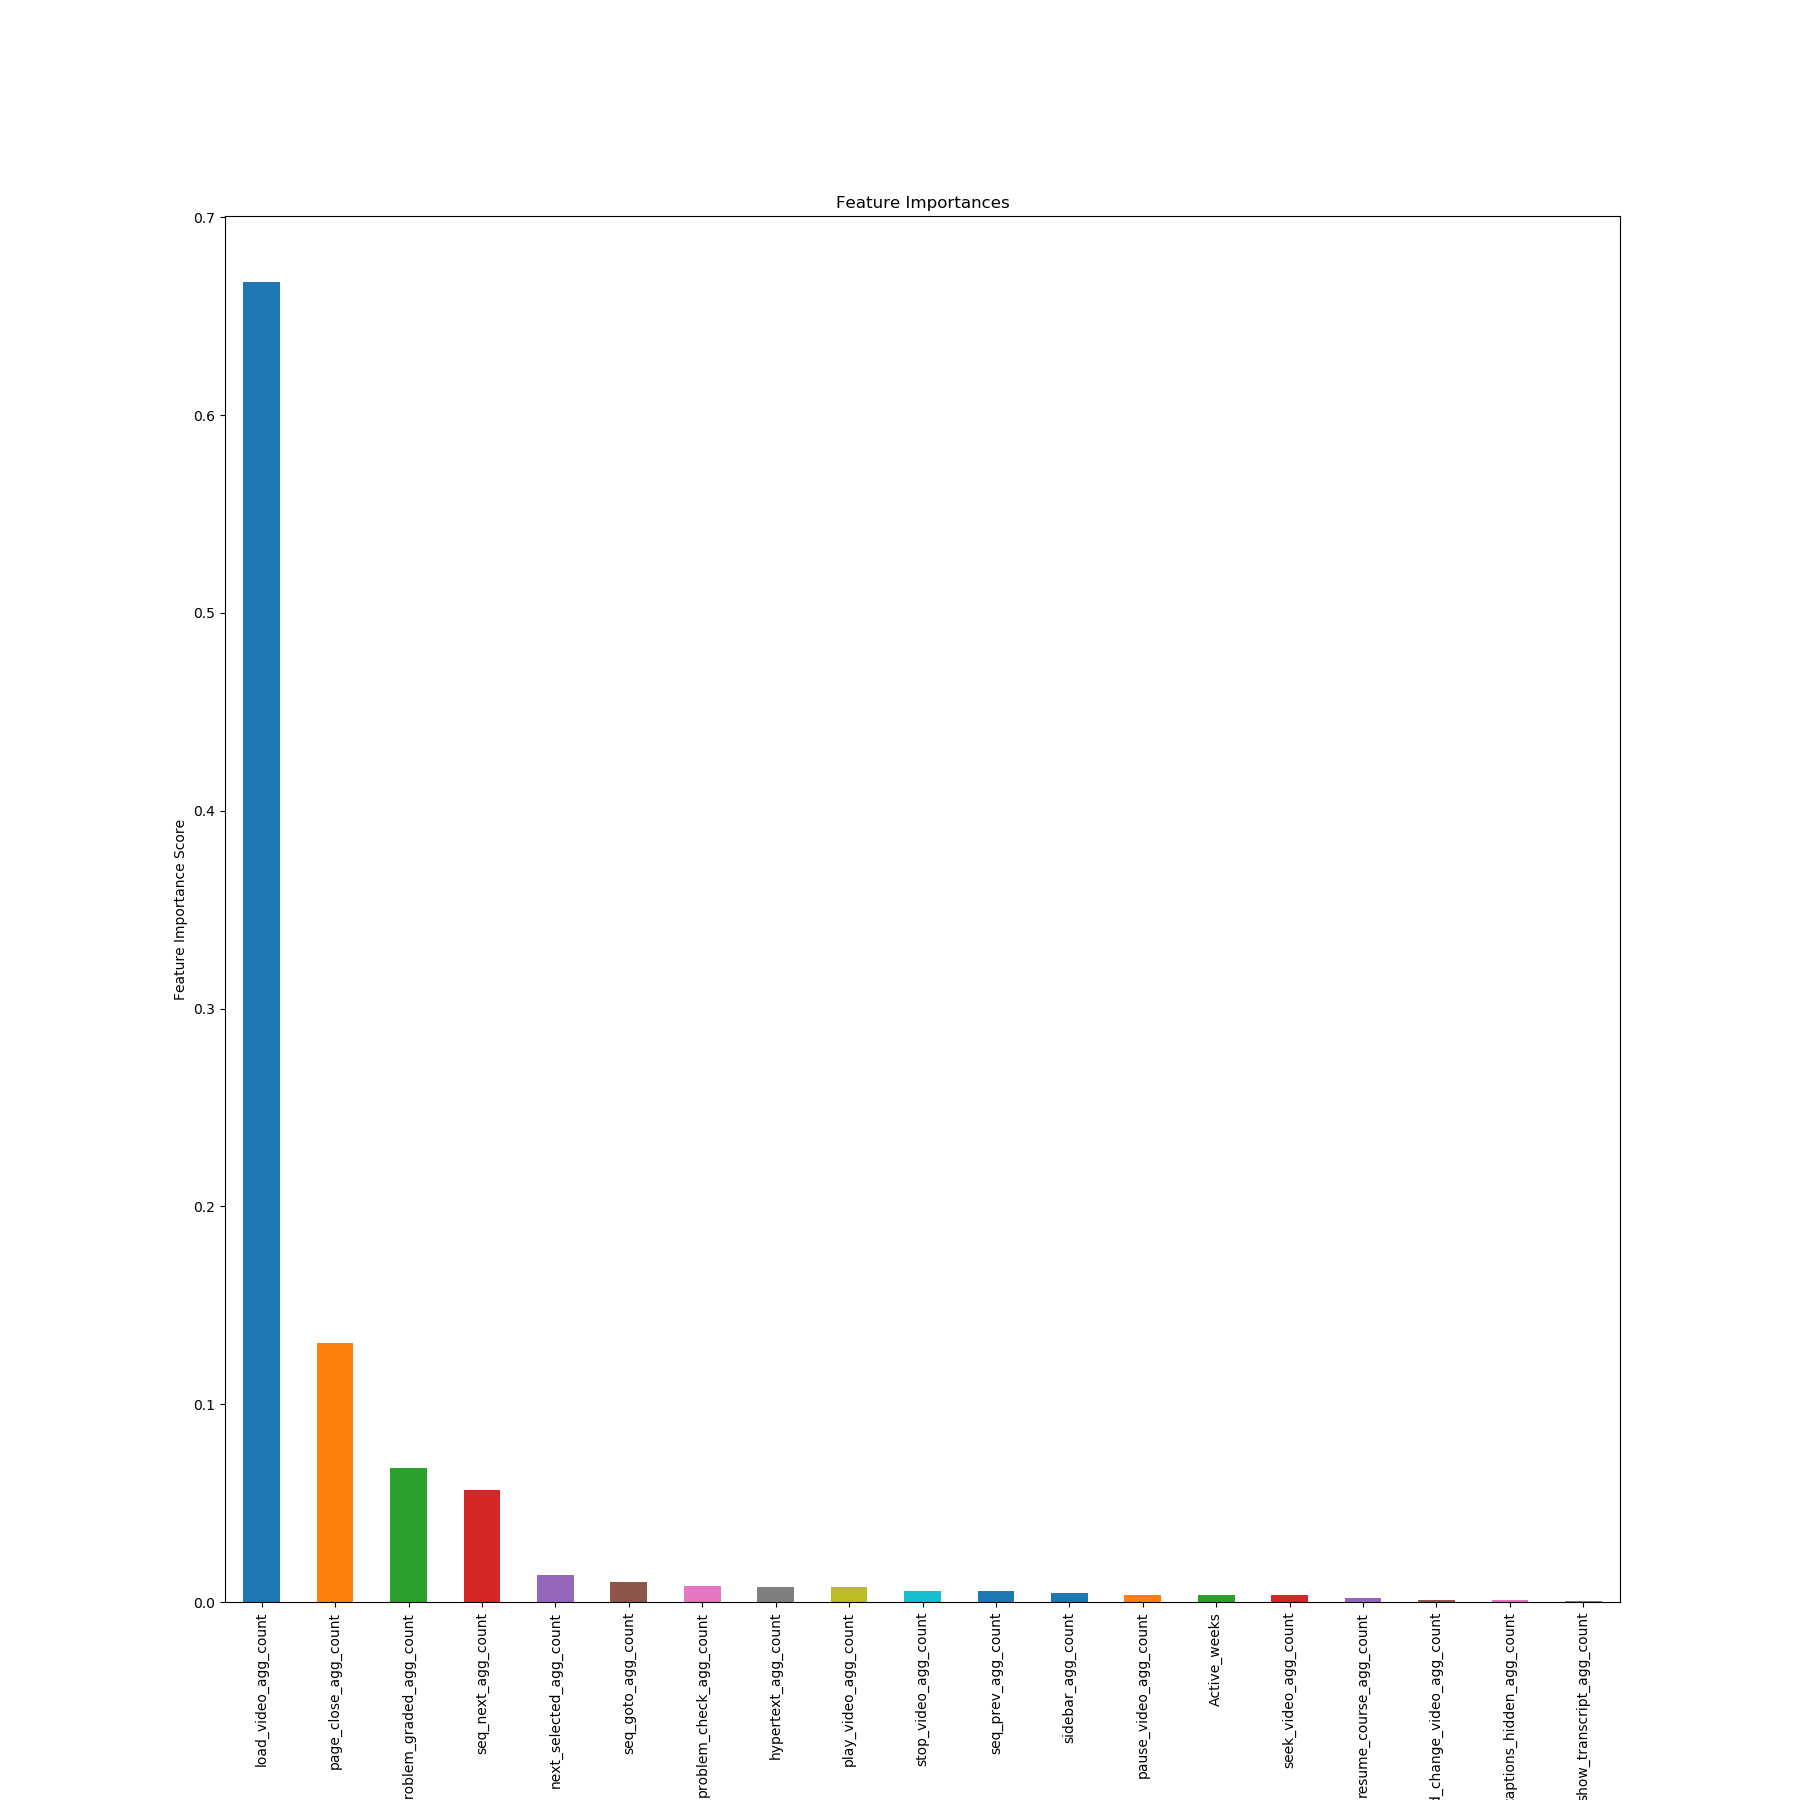 Feature Importances
Feature Importance Score
0.7
0.6
0.5
0.4
0.3
0.2
0.1
0.0
load_video_agg_count
page_close_agg_count
roblem_graded_agg_count
seq_next_agg_count
next_selected_agg_count
seq_goto_agg_count
problem_check_agg_count
hypertext_agg_count
play_video_agg_count
stop_video_agg_count
seq_prev_agg_count
sidebar_agg_count
pause_video_agg_count
Active_weeks
seek_video_agg_count
resume_course_agg_count
d_change_video_agg_count
captions_hidden_agg_count
show_transcript_agg_count